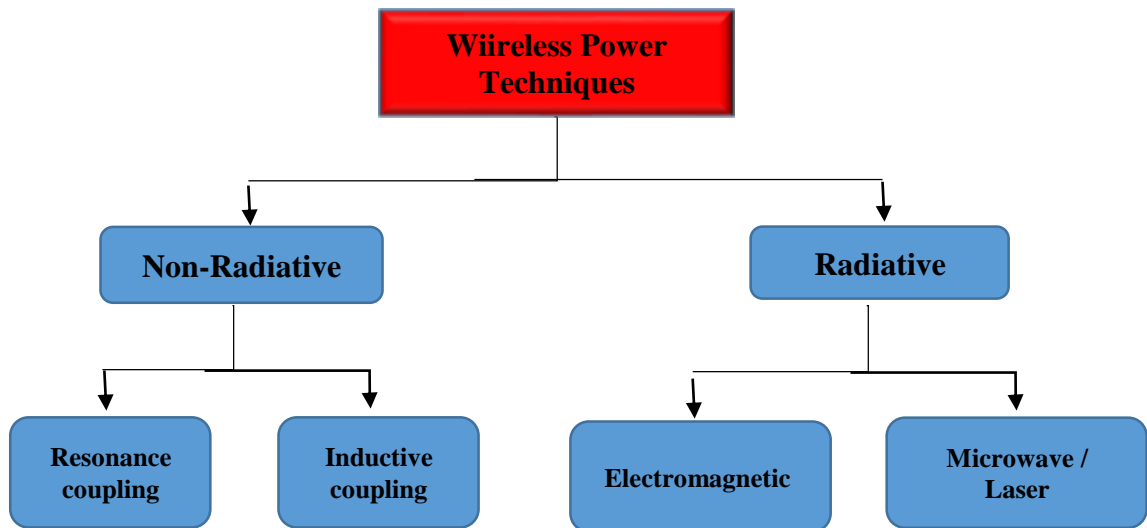 Wiireless Power
Techniques
Non-Radiative
Radiative
Resonance
coupling
Inductive
coupling
Electromagnetic
Microwave /
Laser